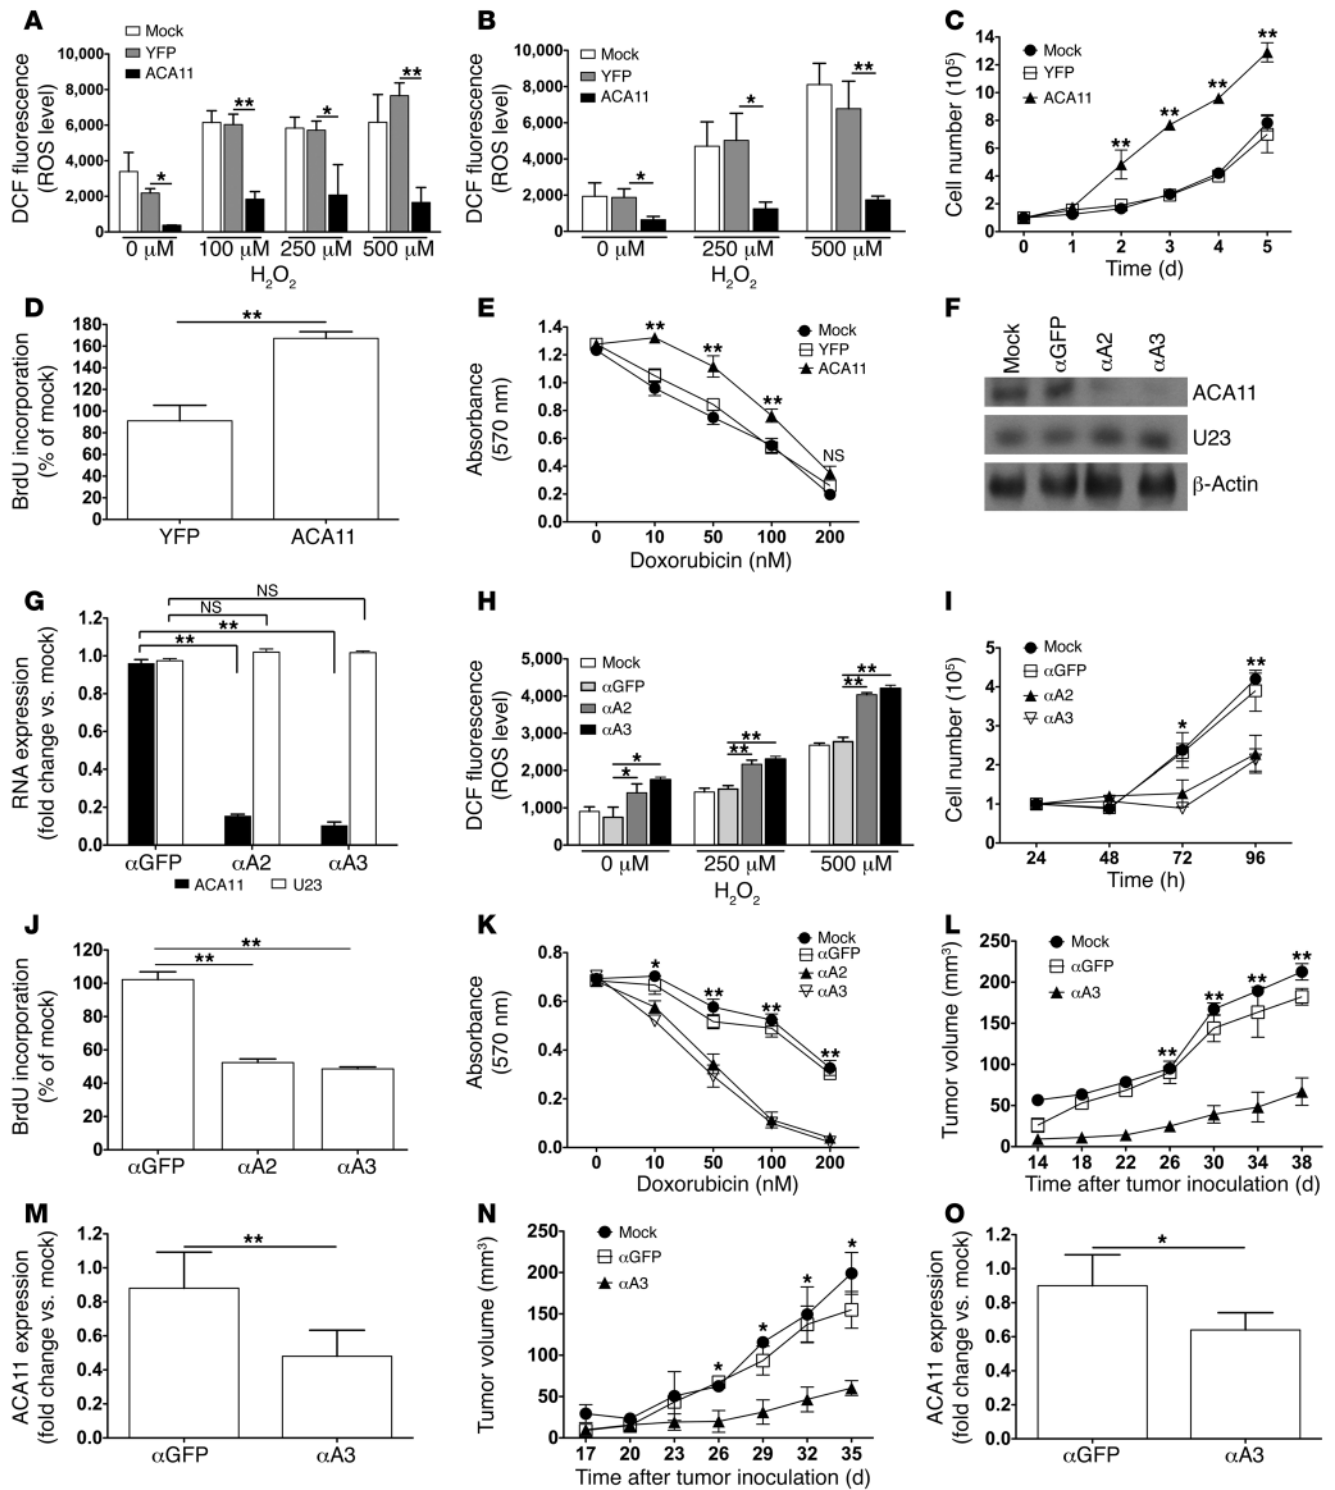 A
Mock
YFP
ACA11
DCF fluorescence
(ROS level)
10,000
8,000
6,000
4,000
2,000
0
*
**
*
**
0 μM 100 μM 250 μM 500 μM
H₂O₂
B
Mock
YFP
ACA11
DCF fluorescence
(ROS level)
10,000
8,000
6,000
4,000
2,000
0
*
*
**
0 μM 250 μM 500 μM
H₂O₂
C
Mock
YFP
ACA11
Cell number (10⁵)
14
12
10
8
6
4
2
0
** ** ** **
0 1 2 3 4 5
Time (d)
D
BrdU incorporation
(% of mock)
180
160
140
120
100
80
60
40
20
0
**
YFP ACA11
E
Mock
YFP
ACA11
Absorbance
(570 nm)
1.4
1.2
1.0
0.8
0.6
0.4
0.2
0.0
** ** ** NS
0 10 50 100 200
Doxorubicin (nM)
F
Mock αGFP αA2 αA3
ACA11
U23
β-Actin
G
RNA expression
(fold change vs. mock)
1.2
1.0
0.8
0.6
0.4
0.2
0.0
NS
NS
**
**
αGFP αA2 αA3
ACA11 U23
H
Mock
αGFP
αA2
αA3
DCF fluorescence
(ROS level)
5,000
4,000
3,000
2,000
1,000
0
*
*
**
**
**
**
0 μM 250 μM 500 μM
H₂O₂
I
Mock
αGFP
αA2
αA3
Cell number (10⁵)
5
4
3
2
1
0
* **
24 48 72 96
Time (h)
J
BrdU incorporation
(% of mock)
120
100
80
60
40
20
0
**
**
αGFP αA2 αA3
K
Mock
αGFP
αA2
αA3
Absorbance
(570 nm)
0.8
0.6
0.4
0.2
0.0
* ** ** **
0 10 50 100 200
Doxorubicin (nM)
L
Mock
αGFP
αA3
Tumor volume (mm³)
250
200
150
100
50
0
** ** ** **
14 18 22 26 30 34 38
Time after tumor inoculation (d)
M
ACA11 expression
(fold change vs. mock)
1.2
1.0
0.8
0.6
0.4
0.2
0.0
**
αGFP αA3
N
Mock
αGFP
αA3
Tumor volume (mm³)
250
200
150
100
50
0
* * * *
17 20 23 26 29 32 35
Time after tumor inoculation (d)
O
ACA11 expression
(fold change vs. mock)
1.2
1.0
0.8
0.6
0.4
0.2
0.0
*
αGFP αA3